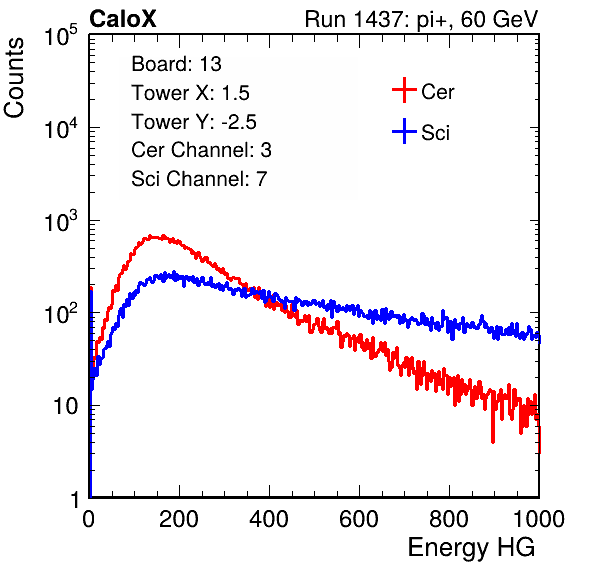 CaloX Run 1437: pi+, 60 GeV
Counts
Board: 13
Tower X: 1.5
Tower Y: -2.5
Cer Channel: 3
Sci Channel: 7
Cer
Sci
10^5
10^4
10^3
10^2
10
1
0 200 400 600 800 1000
Energy HG